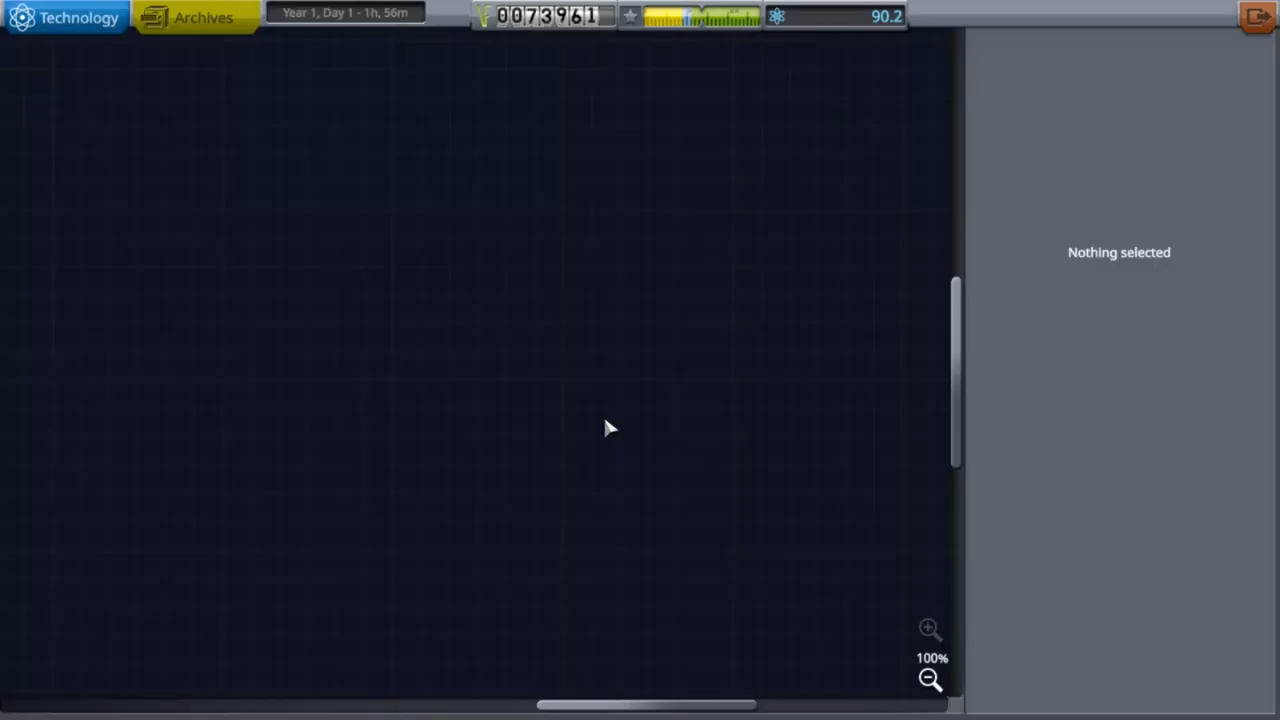 Technology
Archives
Year 1, Day 1 - 1h, 56m
0073961
90.2
Nothing selected
100%